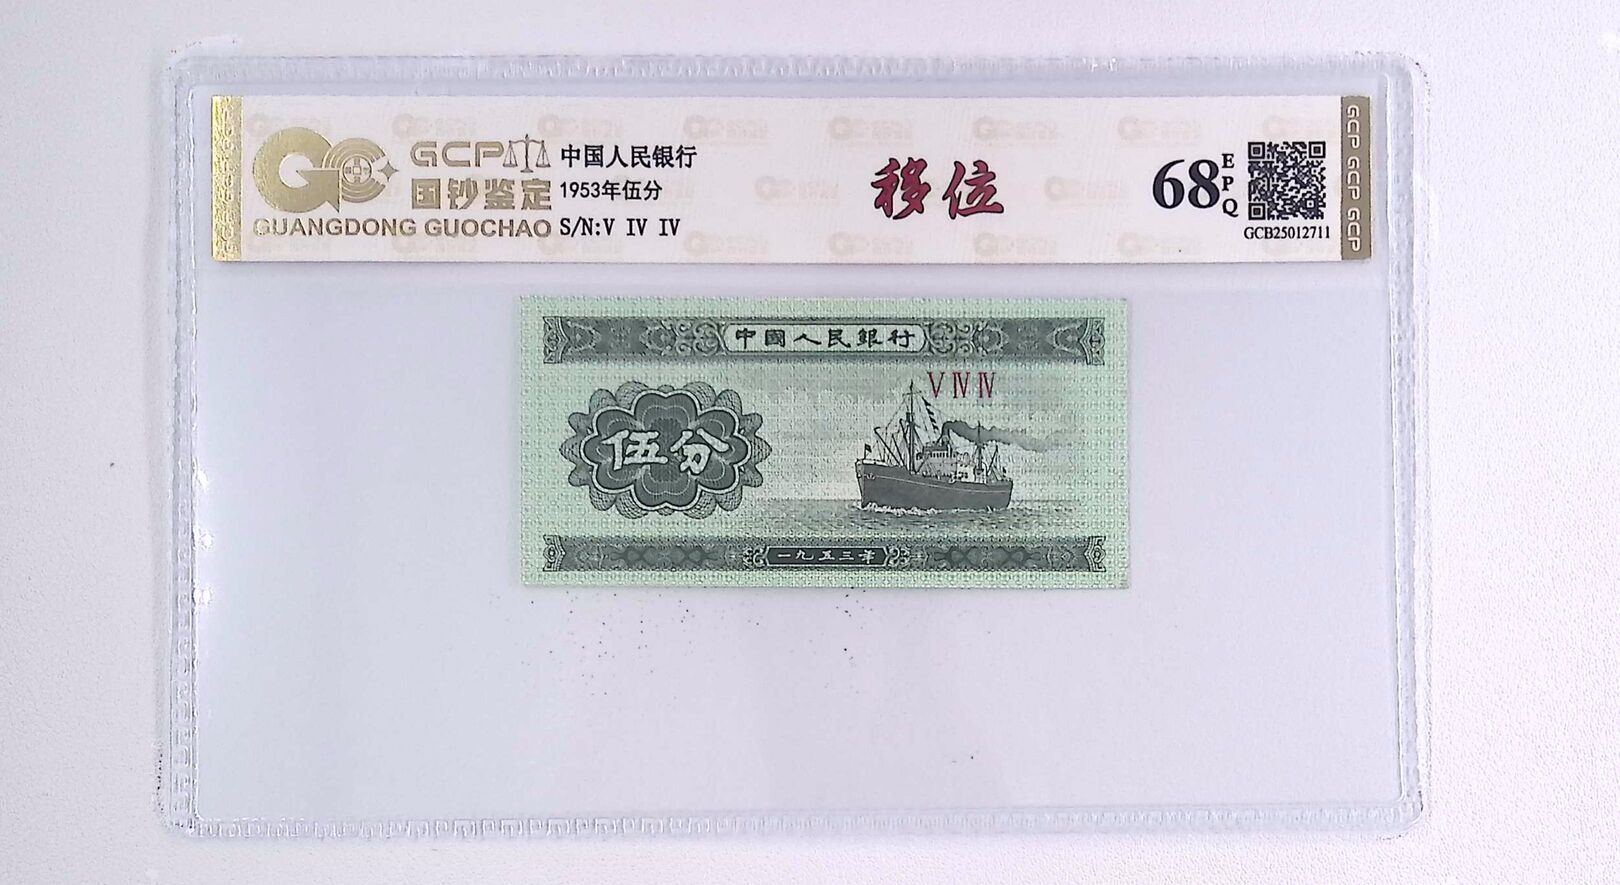 GCP
国钞鉴定
GUANGDONG GUOCHAO
中国人民银行
1953年伍分
S/N:V IV IV
移位
68
EPQ
GCB25012711
GCP GCP GCP
中國人民銀行
V IV IV
伍分
一九五三年